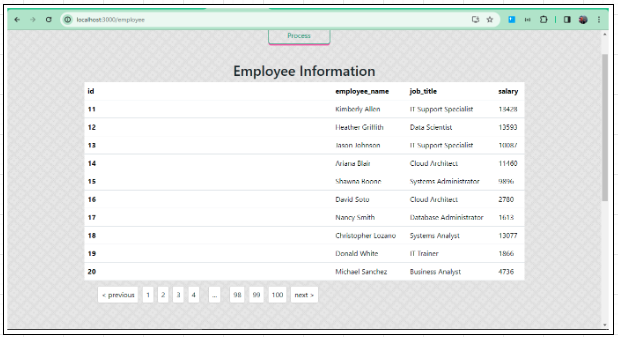 localhost:3000/employee
Process
Employee Information
id employee_name job_title salary
11 Kimberly Allen IT Support Specialist 13428
12 Heather Griffith Data Scientist 13593
13 Jason Johnson IT Support Specialist 10087
14 Ariana Blair Cloud Architect 11460
15 Shawna Boone Systems Administrator 9896
16 David Soto Cloud Architect 2780
17 Nancy Smith Database Administrator 1613
18 Christopher Lozano Systems Analyst 13077
19 Donald White IT Trainer 1866
20 Michael Sanchez Business Analyst 4736
< previous 1 2 3 4 ... 98 99 100 next >